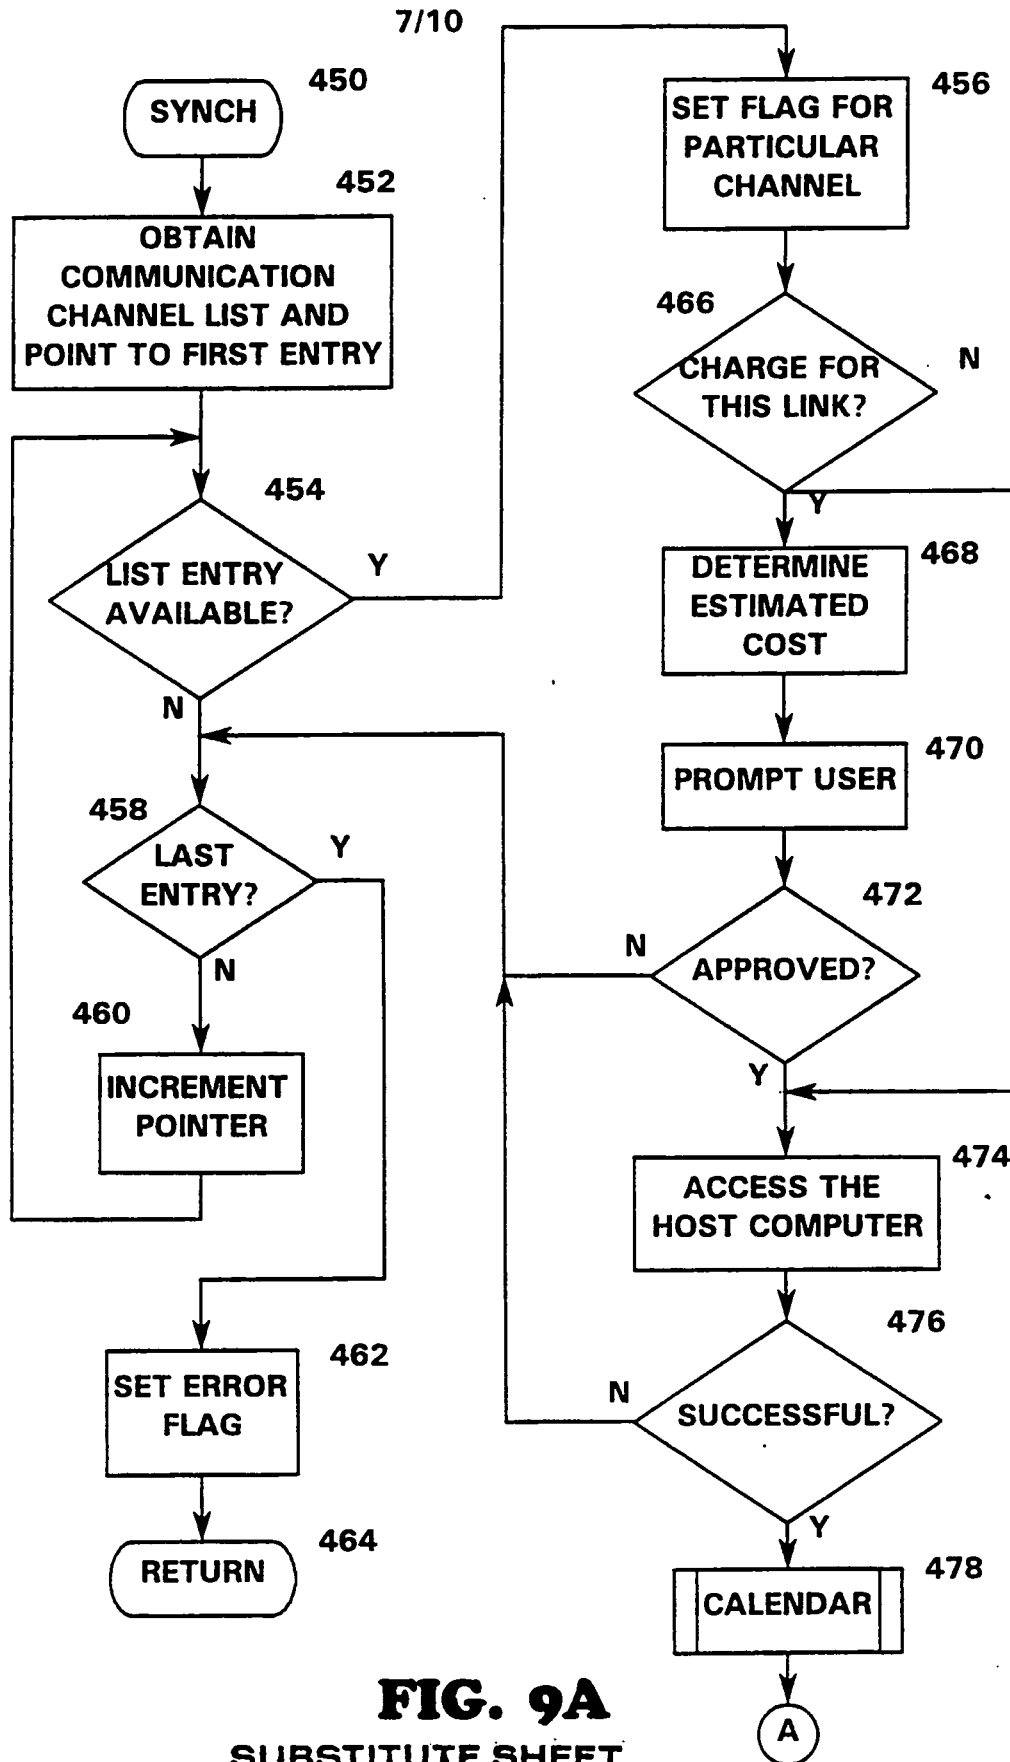 7/10
450
SYNCH
452
OBTAIN
COMMUNICATION
CHANNEL LIST AND
POINT TO FIRST ENTRY
454
LIST ENTRY
AVAILABLE?
Y
N
458
LAST
ENTRY?
Y
N
460
INCREMENT
POINTER
462
SET ERROR
FLAG
464
RETURN
456
SET FLAG FOR
PARTICULAR
CHANNEL
466
CHARGE FOR
THIS LINK?
N
Y
468
DETERMINE
ESTIMATED
COST
470
PROMPT USER
472
APPROVED?
N
Y
474
ACCESS THE
HOST COMPUTER
476
SUCCESSFUL?
N
Y
478
CALENDAR
A
FIG. 9A
SUBSTITUTE SHEET